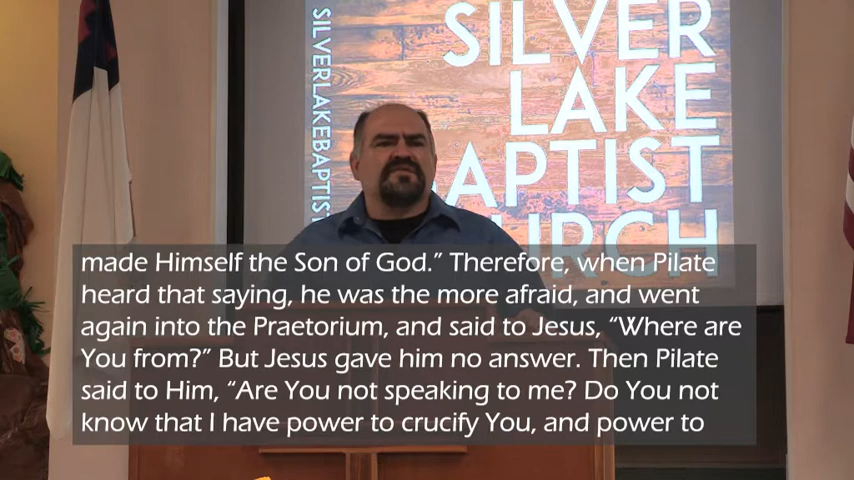 SILVERLAKEBAPTIST
SILVER
LAKE
BAPTIST
CHURCH
made Himself the Son of God.” Therefore, when Pilate
heard that saying, he was the more afraid, and went
again into the Praetorium, and said to Jesus, “Where are
You from?” But Jesus gave him no answer. Then Pilate
said to Him, “Are You not speaking to me? Do You not
know that I have power to crucify You, and power to